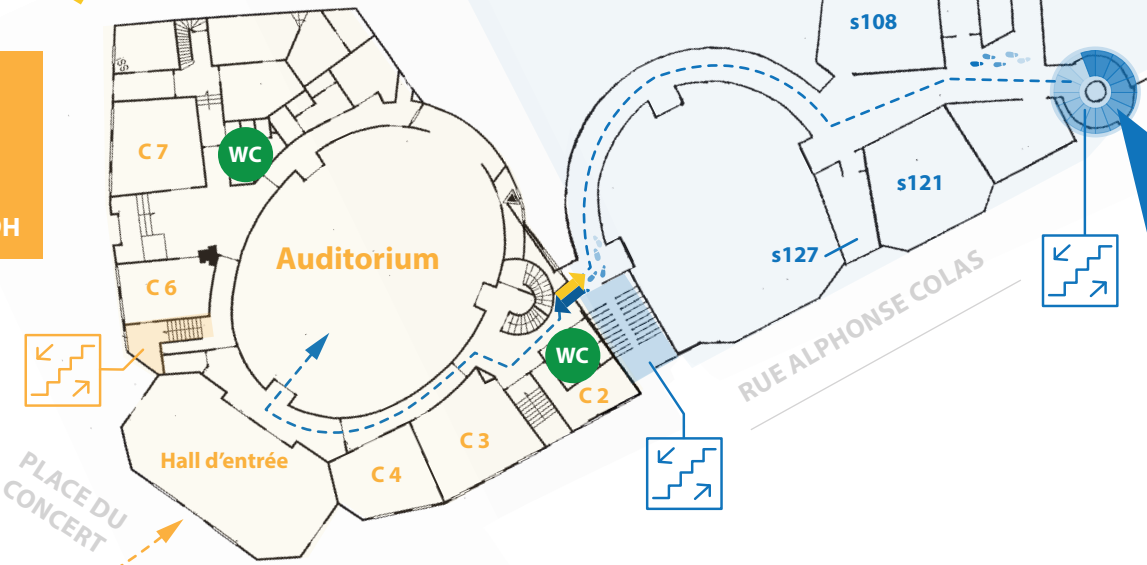 s108
C 7
WC
s121
OH
Auditorium
s127
C 6
RUE ALPHONSE COLAS
WC
C 2
C 3
Hall d'entrée
C 4
PLACE DU
CONCERT